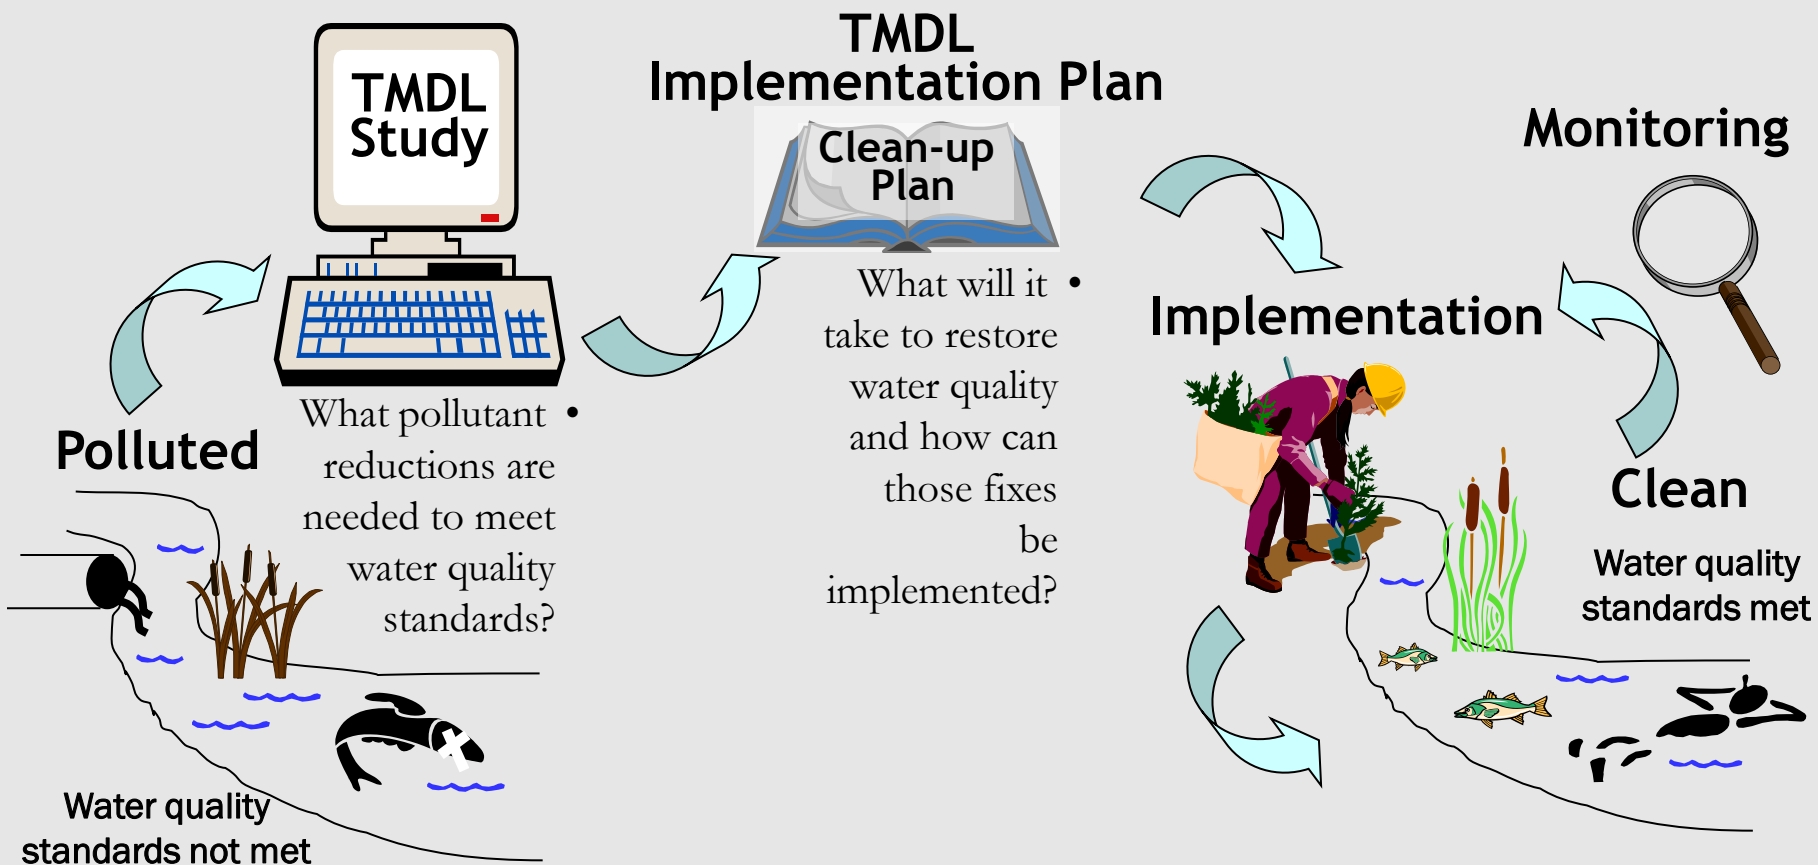 TMDL
Study
TMDL
Implementation Plan
Clean-up
Plan
Monitoring
Implementation
Polluted
What pollutant •
reductions are
needed to meet
water quality
standards?
What will it •
take to restore
water quality
and how can
those fixes
be
implemented?
Clean
Water quality
standards met
Water quality
standards not met